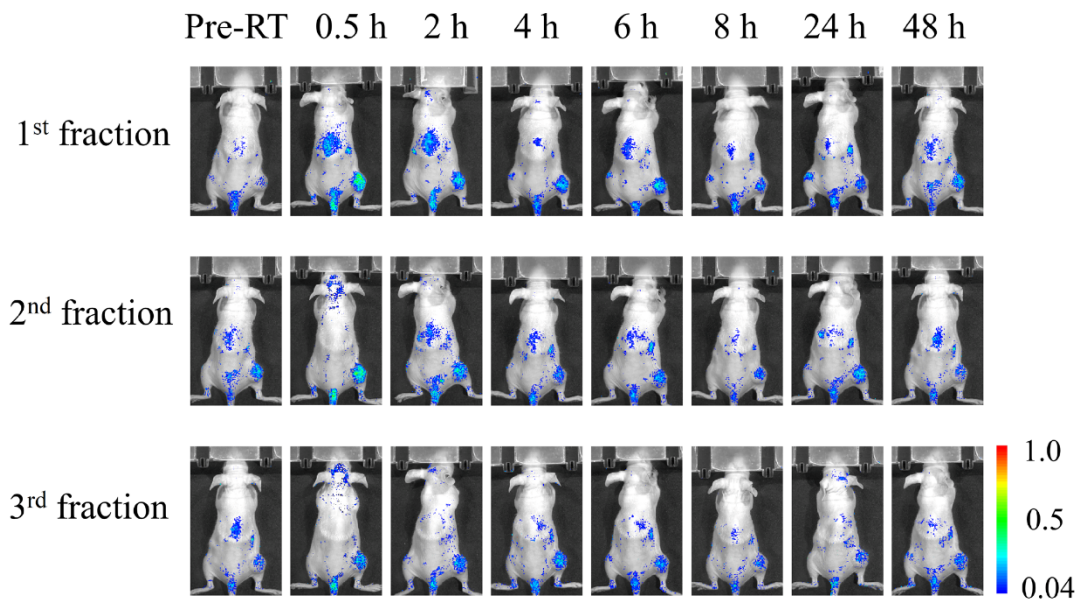 Pre-RT 0.5 h 2 h 4 h 6 h 8 h 24 h 48 h
1st fraction
2nd fraction
3rd fraction
1.0
0.5
0.04